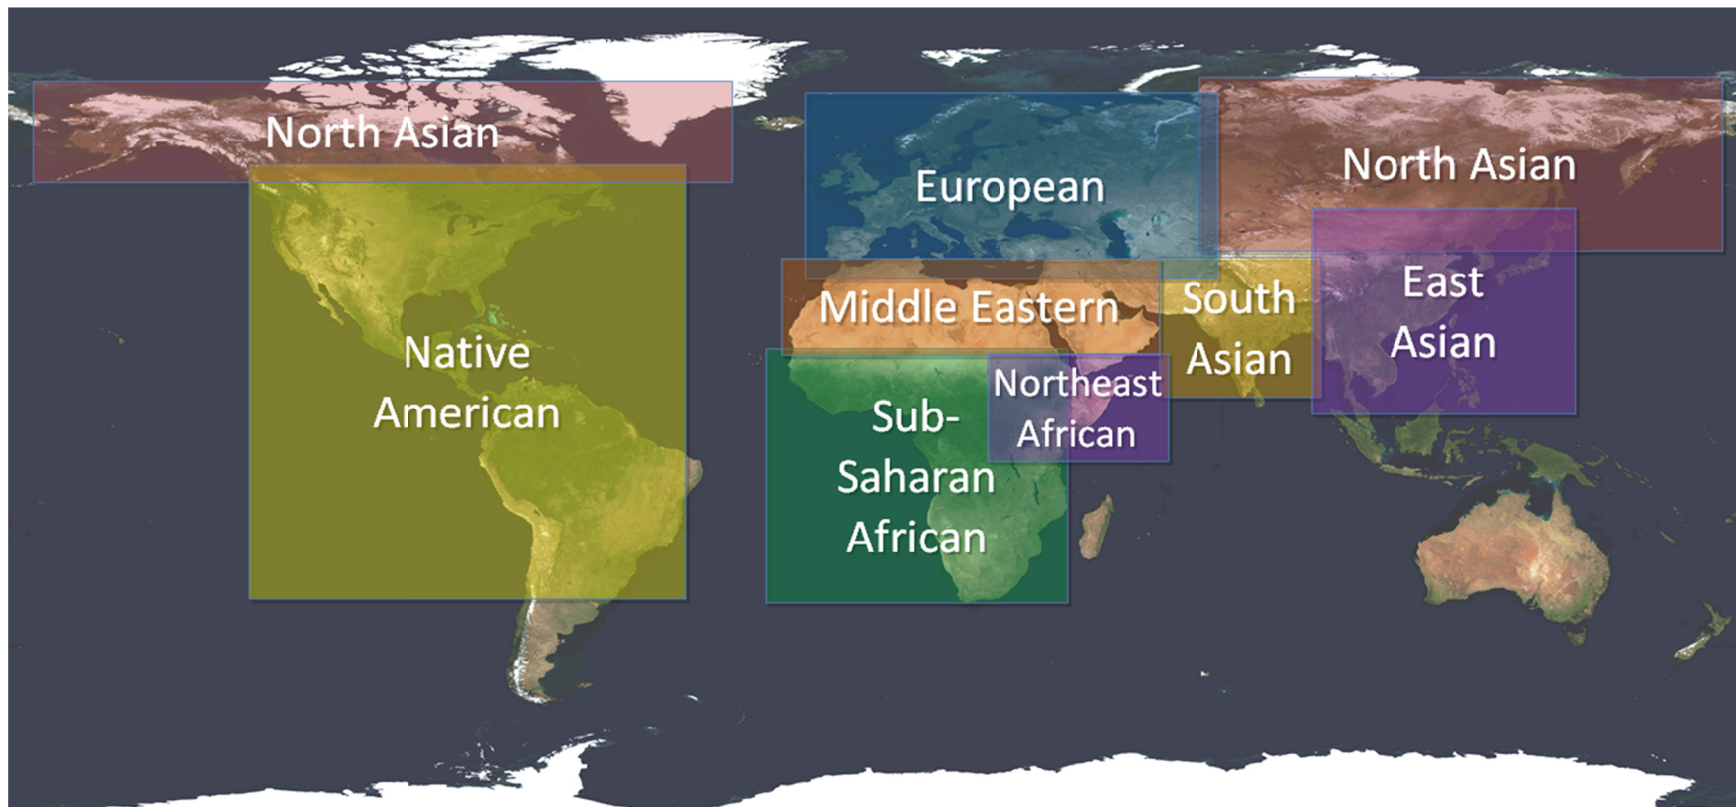 North Asian
North Asian
European
Native
American
Middle Eastern
South
Asian
East
Asian
Sub-
Saharan
African
Northeast
African